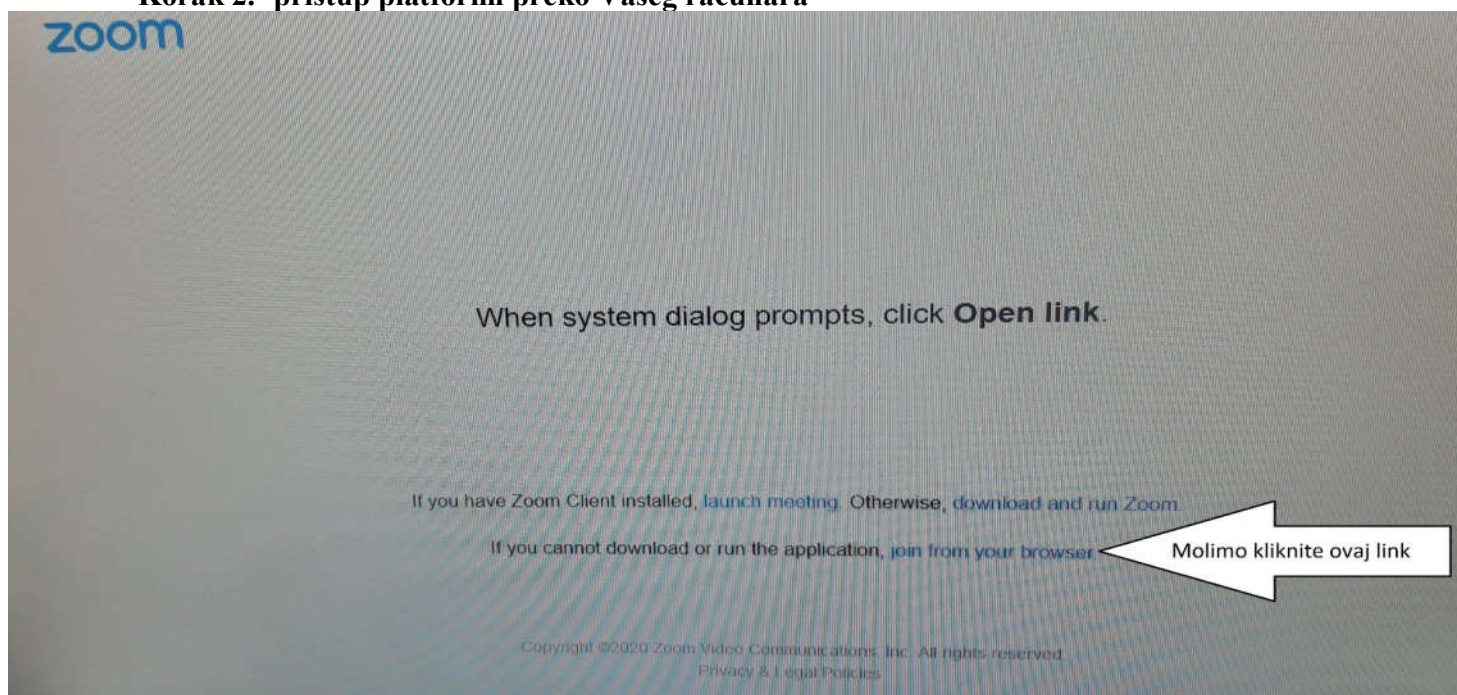 Korak 2: pristup platformi preko Vašeg računara
zoom
When system dialog prompts, click Open link.
If you have Zoom Client installed, launch meeting. Otherwise, download and run Zoom.
If you cannot download or run the application, join from your browser.
Molimo kliknite ovaj link
Copyright ©2020 Zoom Video Communications, Inc. All rights reserved.
Privacy & Legal Policies